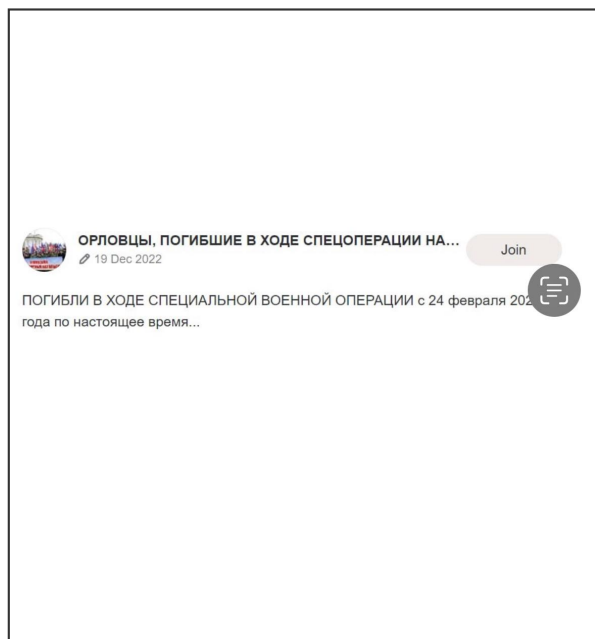 ОРЛОВЦЫ, ПОГИБШИЕ В ХОДЕ СПЕЦОПЕРАЦИИ НА...
Join
19 Dec 2022
ПОГИБЛИ В ХОДЕ СПЕЦИАЛЬНОЙ ВОЕННОЙ ОПЕРАЦИИ с 24 февраля
года по настоящее время...